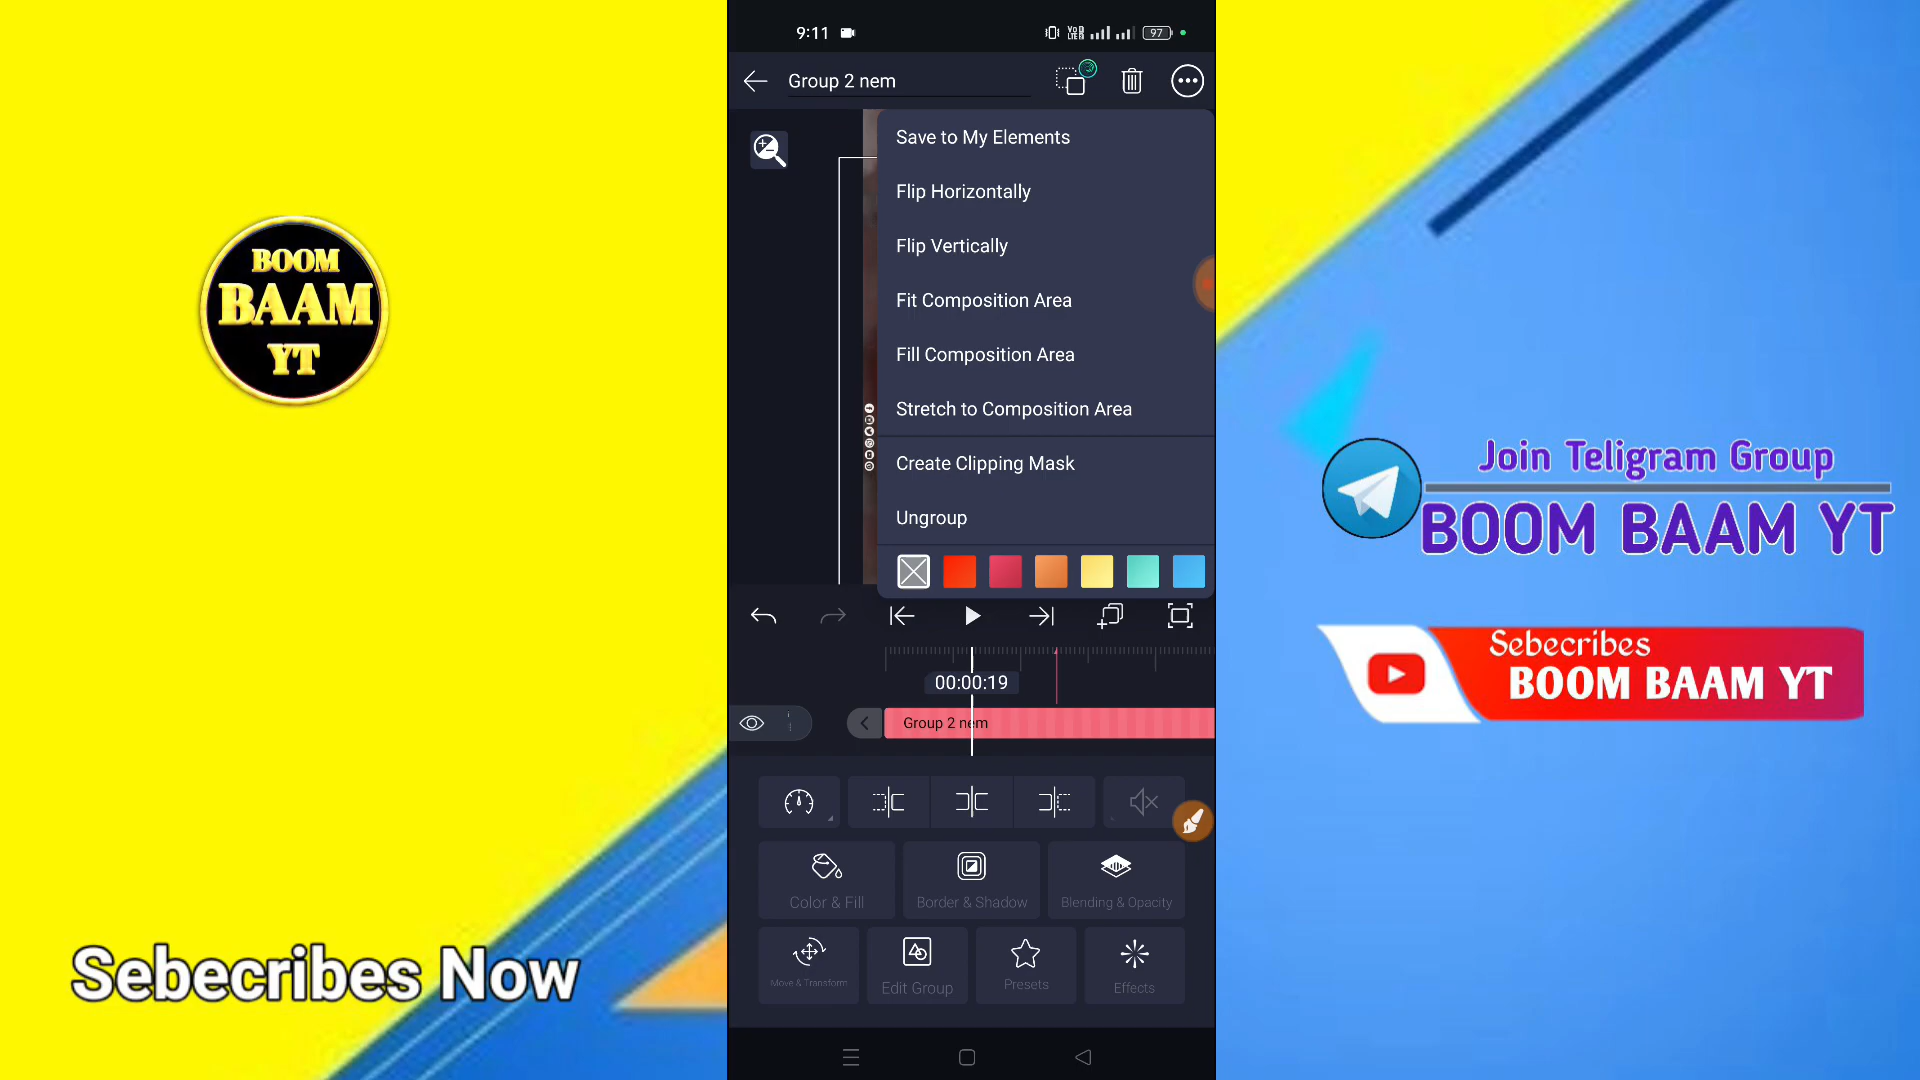 BOOM
BAAM
YT
Sebecribes Now
9:11
Vo
LTE
97
Group 2 nem
Save to My Elements
Flip Horizontally
Flip Vertically
Fit Composition Area
Fill Composition Area
Stretch to Composition Area
Create Clipping Mask
Ungroup
00:00:19
Group 2 nem
Color & Fill
Border & Shadow
Blending & Opacity
Move & Transform
Edit Group
Presets
Effects
Join Teligram Group
BOOM BAAM YT
Sebecribes
BOOM BAAM YT